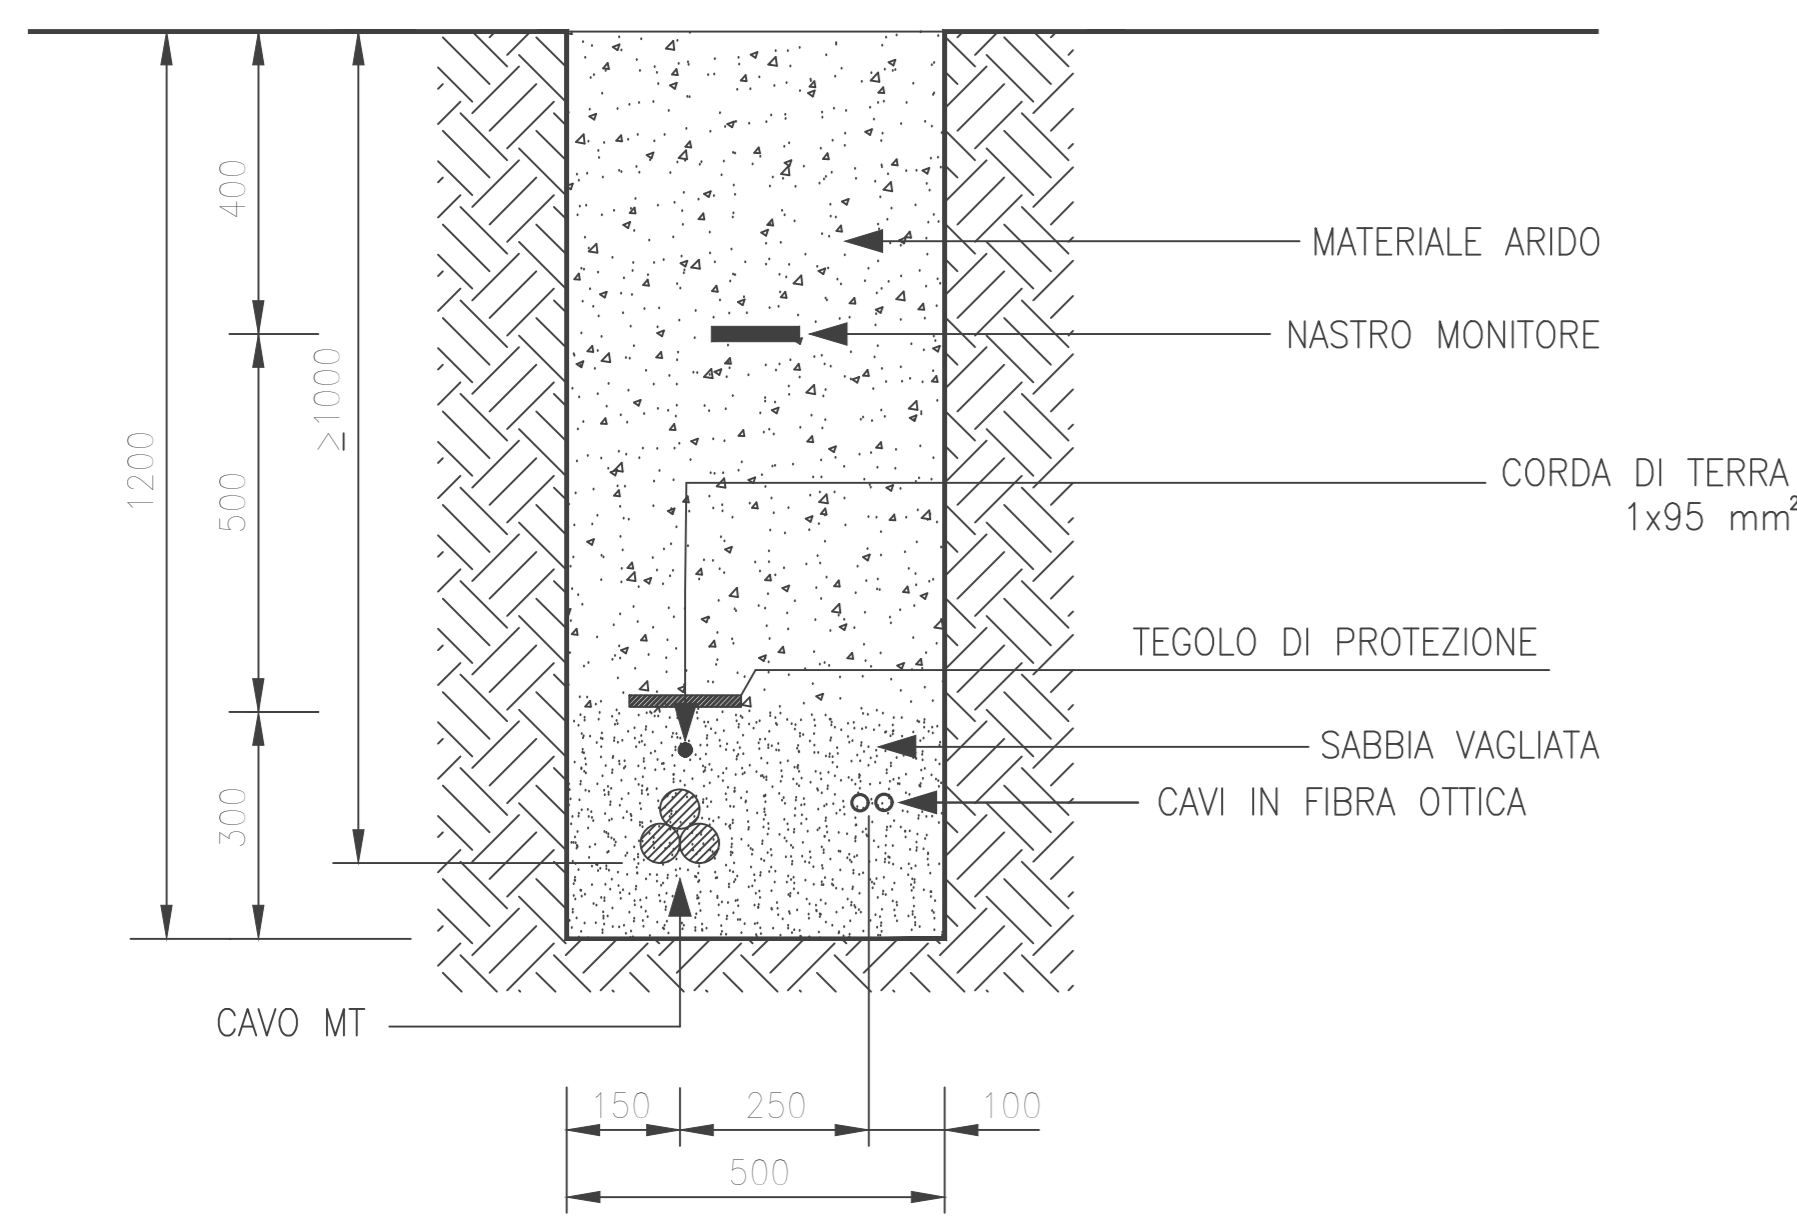 400
MATERIALE ARIDO
NASTRO MONITORE
≥1000
1200
500
CORDA DI TERRA
1x95 mm²
TEGOLO DI PROTEZIONE
SABBIA VAGLIATA
300
CAVI IN FIBRA OTTICA
CAVO MT
150 250 100
500